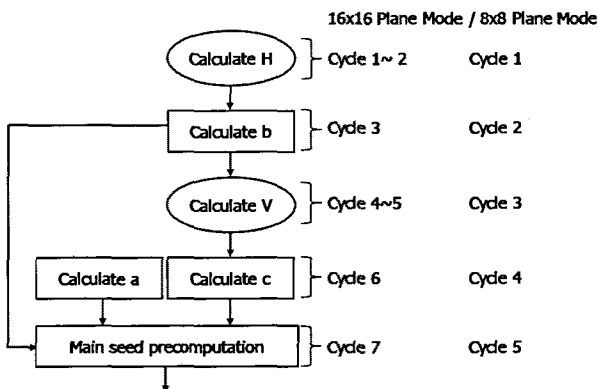 16x16 Plane Mode / 8x8 Plane Mode
Calculate H Cycle 1~ 2 Cycle 1
Calculate b Cycle 3 Cycle 2
Calculate V Cycle 4~5 Cycle 3
Calculate a Calculate c Cycle 6 Cycle 4
Main seed precomputation Cycle 7 Cycle 5